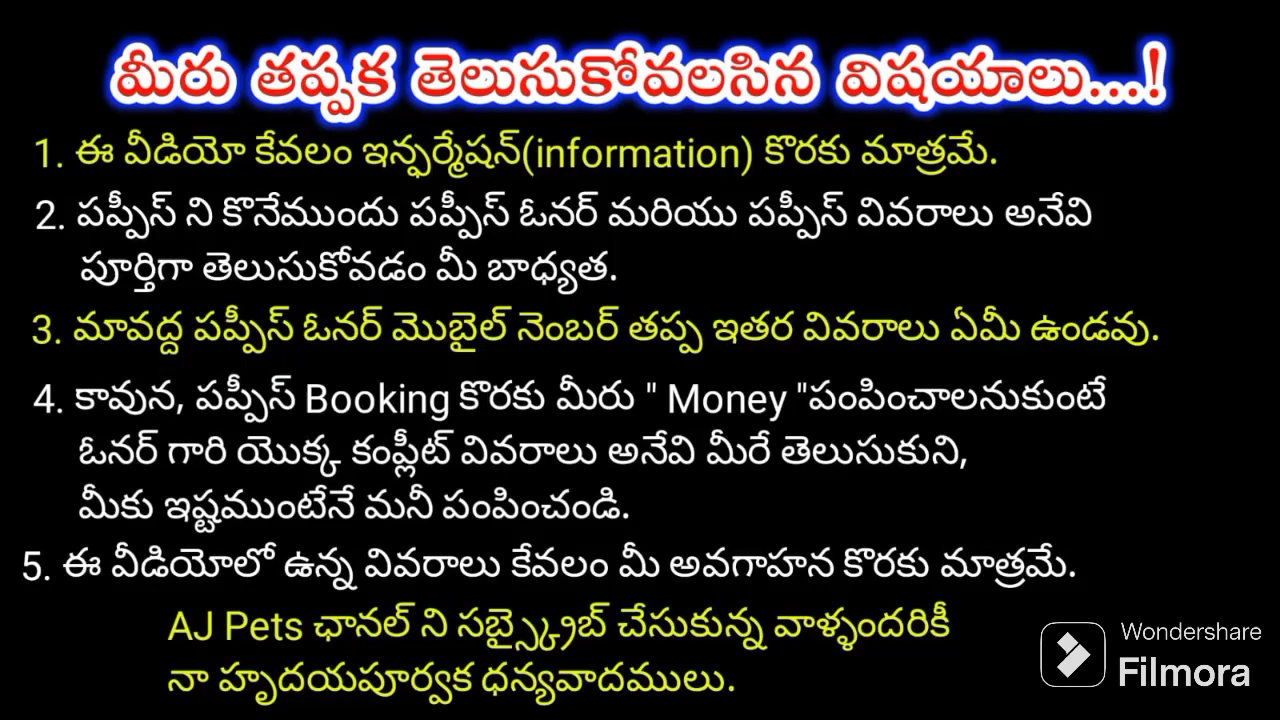 మీరు తప్పక తెలుసుకోవలసిన విషయాలు...!
1. ఈ వీడియో కేవలం ఇన్ఫర్మేషన్(information) కొరకు మాత్రమే.
2. పప్పీస్ ని కొనేముందు పప్పీస్ ఓనర్ మరియు పప్పీస్ వివరాలు అనేవి
పూర్తిగా తెలుసుకోవడం మీ బాధ్యత.
3. మావద్ద పప్పీస్ ఓనర్ మొబైల్ నెంబర్ తప్ప ఇతర వివరాలు ఏమీ ఉండవు.
4. కావున, పప్పీస్ Booking కొరకు మీరు " Money "పంపించాలనుకుంటే
ఓనర్ గారి యొక్క కంప్లీట్ వివరాలు అనేవి మీరే తెలుసుకుని,
మీకు ఇష్టముంటేనే మనీ పంపించండి.
5. ఈ వీడియోలో ఉన్న వివరాలు కేవలం మీ అవగాహన కొరకు మాత్రమే.
AJ Pets ఛానల్ ని సబ్స్క్రైబ్ చేసుకున్న వాళ్ళందరికీ
నా హృదయపూర్వక ధన్యవాదములు.
Wondershare
Filmora